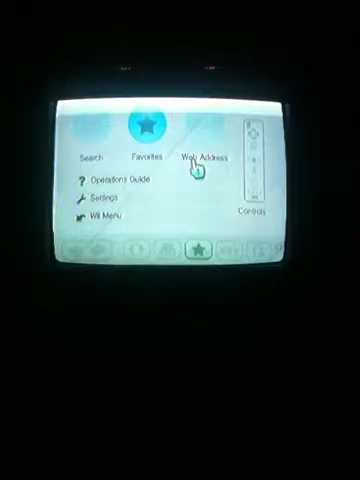 Search Favorites Web Address
? Operations Guide
Settings
Wii Menu
Controls